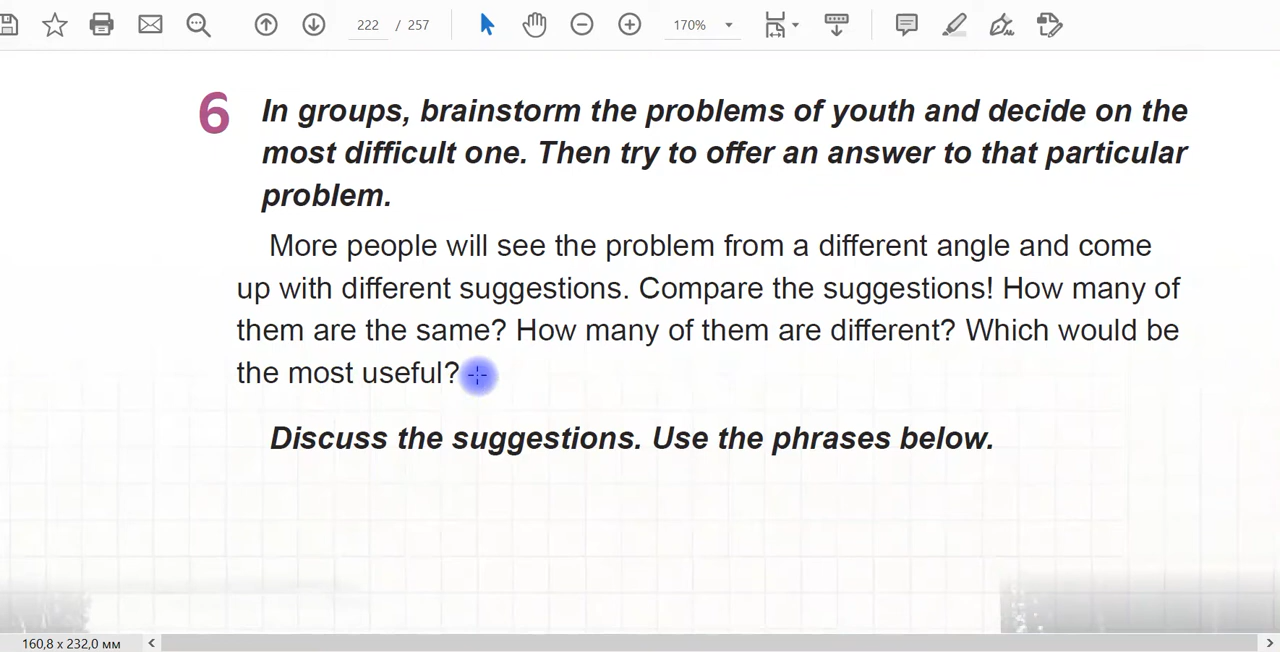 222 / 257 170%
6 In groups, brainstorm the problems of youth and decide on the
most difficult one. Then try to offer an answer to that particular
problem.
More people will see the problem from a different angle and come
up with different suggestions. Compare the suggestions! How many of
them are the same? How many of them are different? Which would be
the most useful?
Discuss the suggestions. Use the phrases below.
160,8 x 232,0 мм